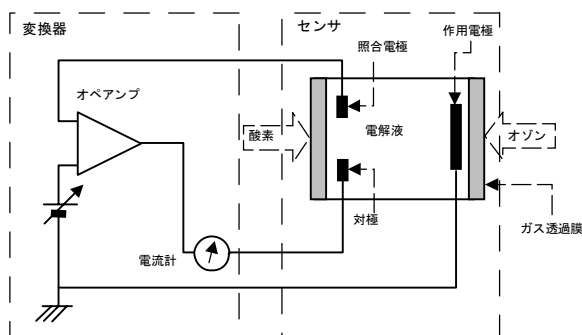 変換器
センサ
作用電極
照合電極
オペアンプ
電解液
酸素
オゾン
対極
ガス透過膜
電流計